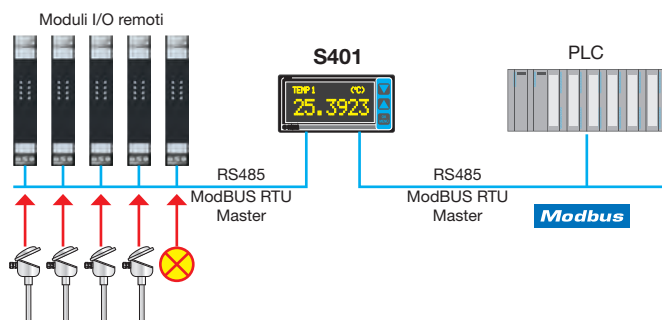 Moduli I/O remoti
S401
PLC
TEMP 1 (°C)
25.3923
RS485
ModBUS RTU
Master
RS485
ModBUS RTU
Master
Modbus